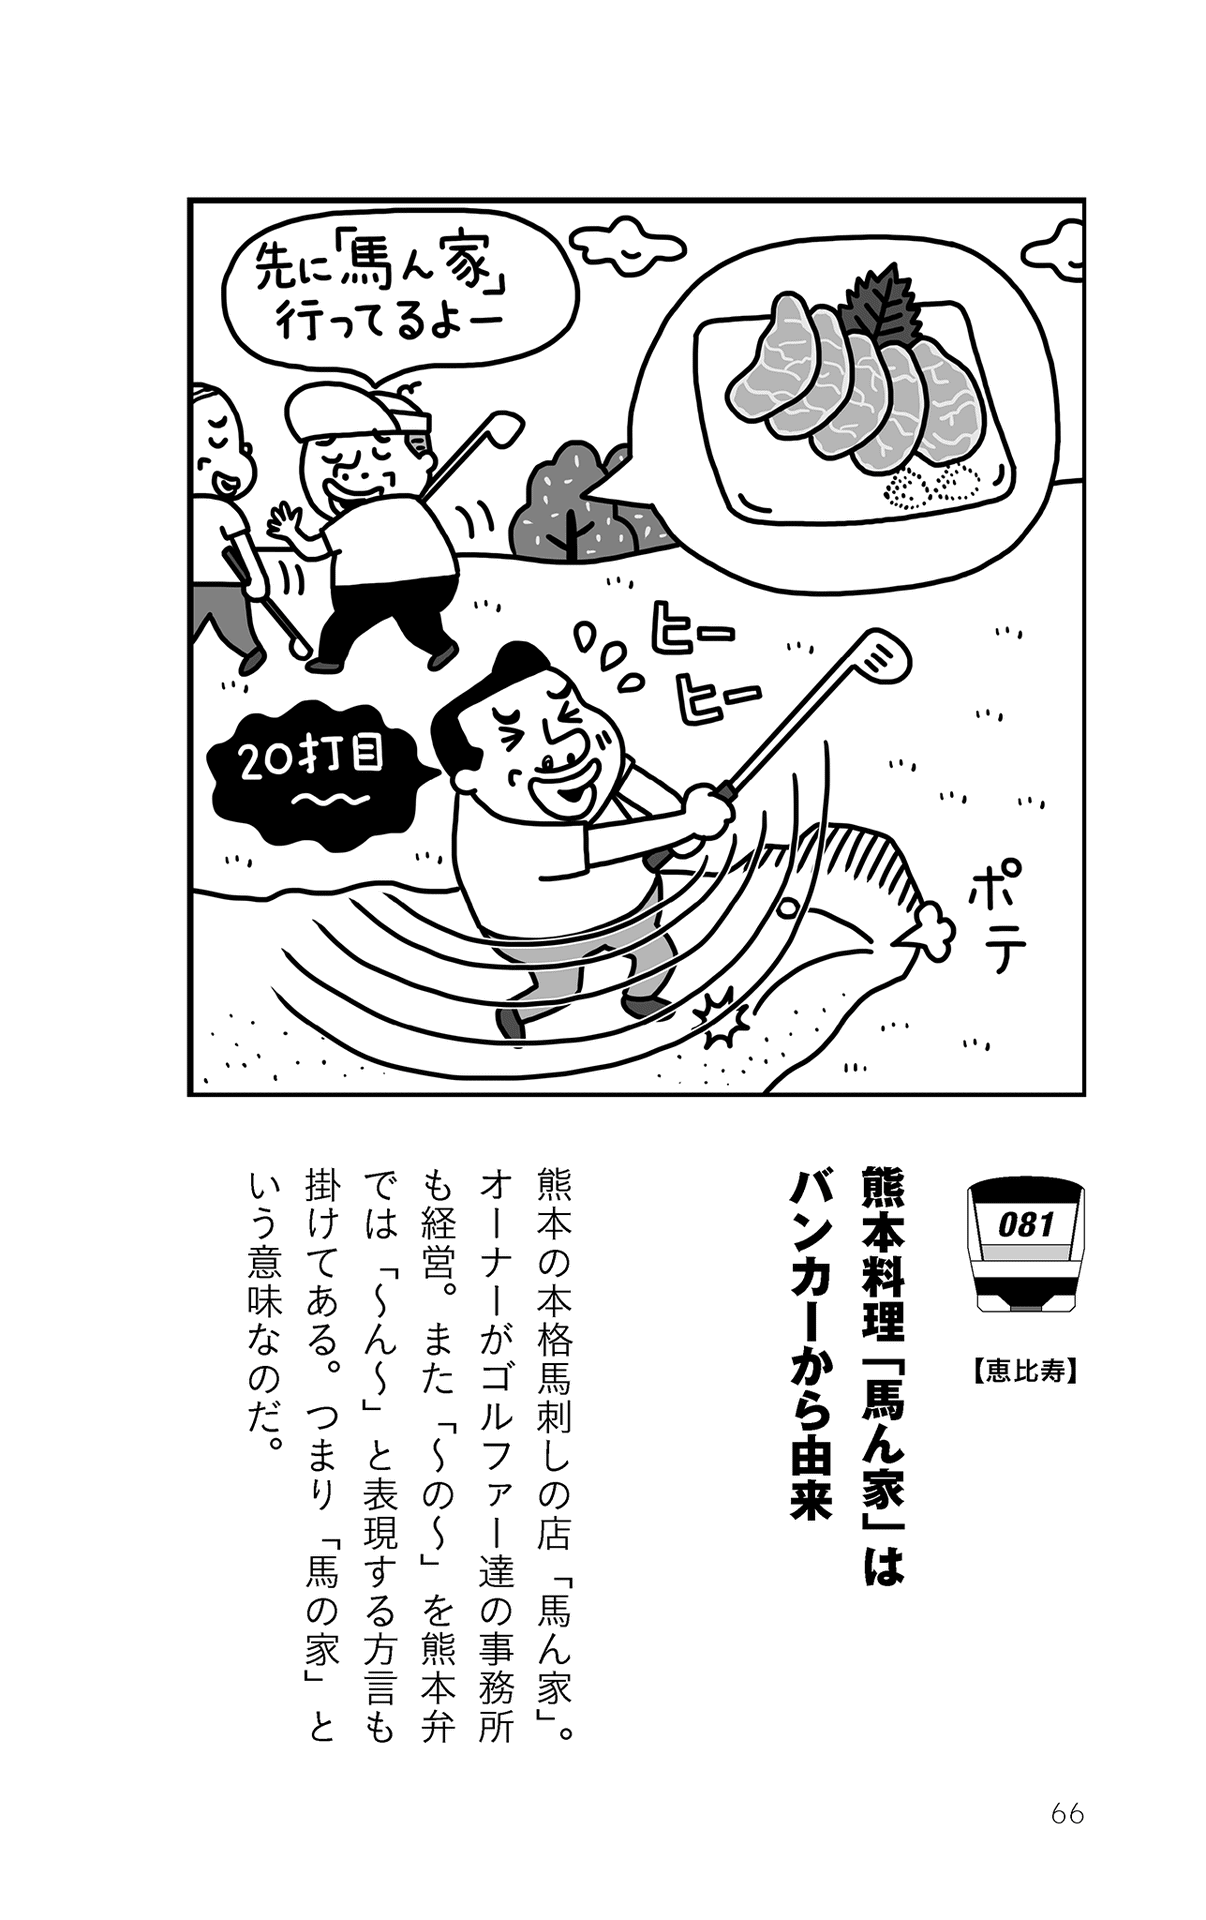 先に「馬ん家」
行ってるよー
ヒー
ヒー
20打目
ポテ
081
【恵比寿】
熊本料理「馬ん家」は
バンカーから由来
熊本の本格馬刺しの店「馬ん家」。
オーナーがゴルファー達の事務所
も経営。また「〜の〜」を熊本弁
では「〜ん〜」と表現する方言も
掛けてある。つまり「馬の家」と
いう意味なのだ。
66